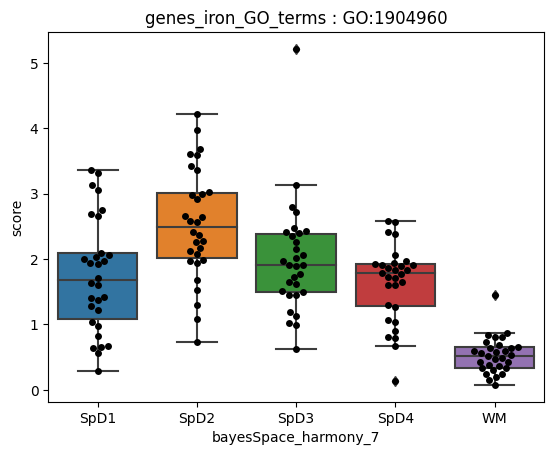 genes_iron_GO_terms : GO:1904960
score
5
4
3
2
1
0
SpD1 SpD2 SpD3 SpD4 WM
bayesSpace_harmony_7